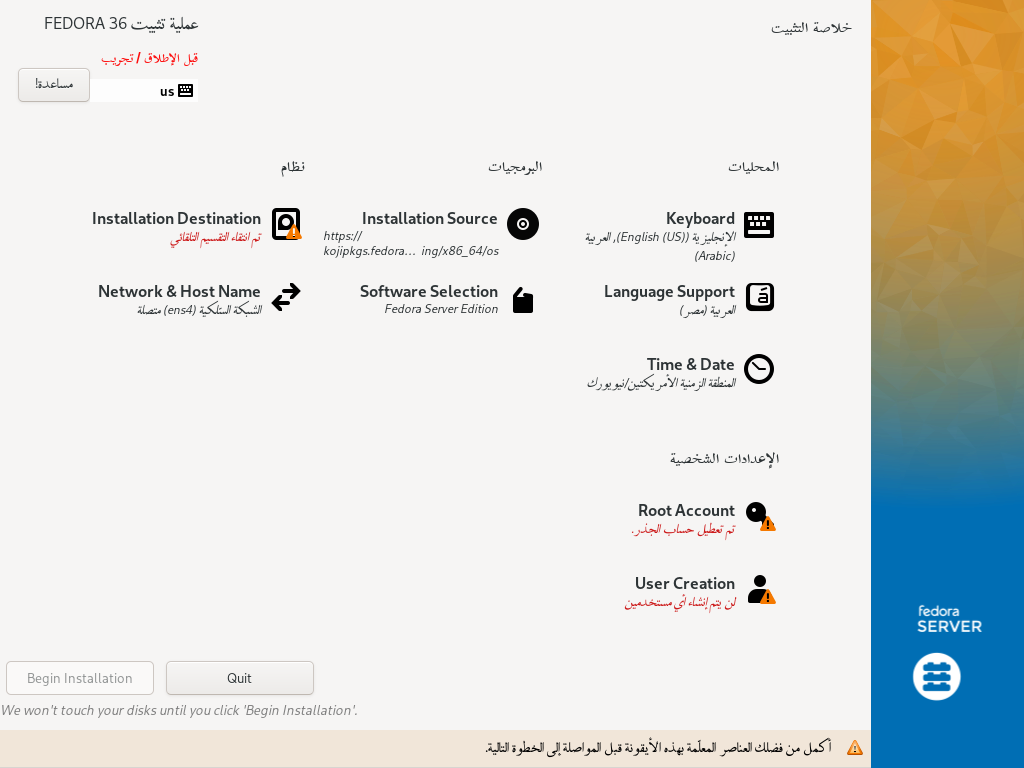 خلاصة التثبيت
عملية تثبيت FEDORA 36
قبل الإطلاق / تجريب
us
مساعدة!
المحليات
Keyboard
الإنجليزية (English (US)), العربية
(Arabic)
Language Support
العربية (مصر)
Time & Date
المنطقة الزمنية الأمريكتين/نيويورك
البرمجيات
Installation Source
https://
kojipkgs.fedora… ing/x86_64/os
Software Selection
Fedora Server Edition
نظام
Installation Destination
تم انتقاء التقسيم التلقائي
Network & Host Name
الشبكة السلكية (ens4) متصلة
الإعدادات الشخصية
Root Account
تم تعطيل حساب الجذر.
User Creation
لن يتم إنشاء أي مستخدمين
fedora
SERVER
Begin Installation
Quit
We won't touch your disks until you click 'Begin Installation'.
أكمل من فضلك العناصر المعلّمة بهذه الأيقونة قبل المواصلة إلى الخطوة التالية.